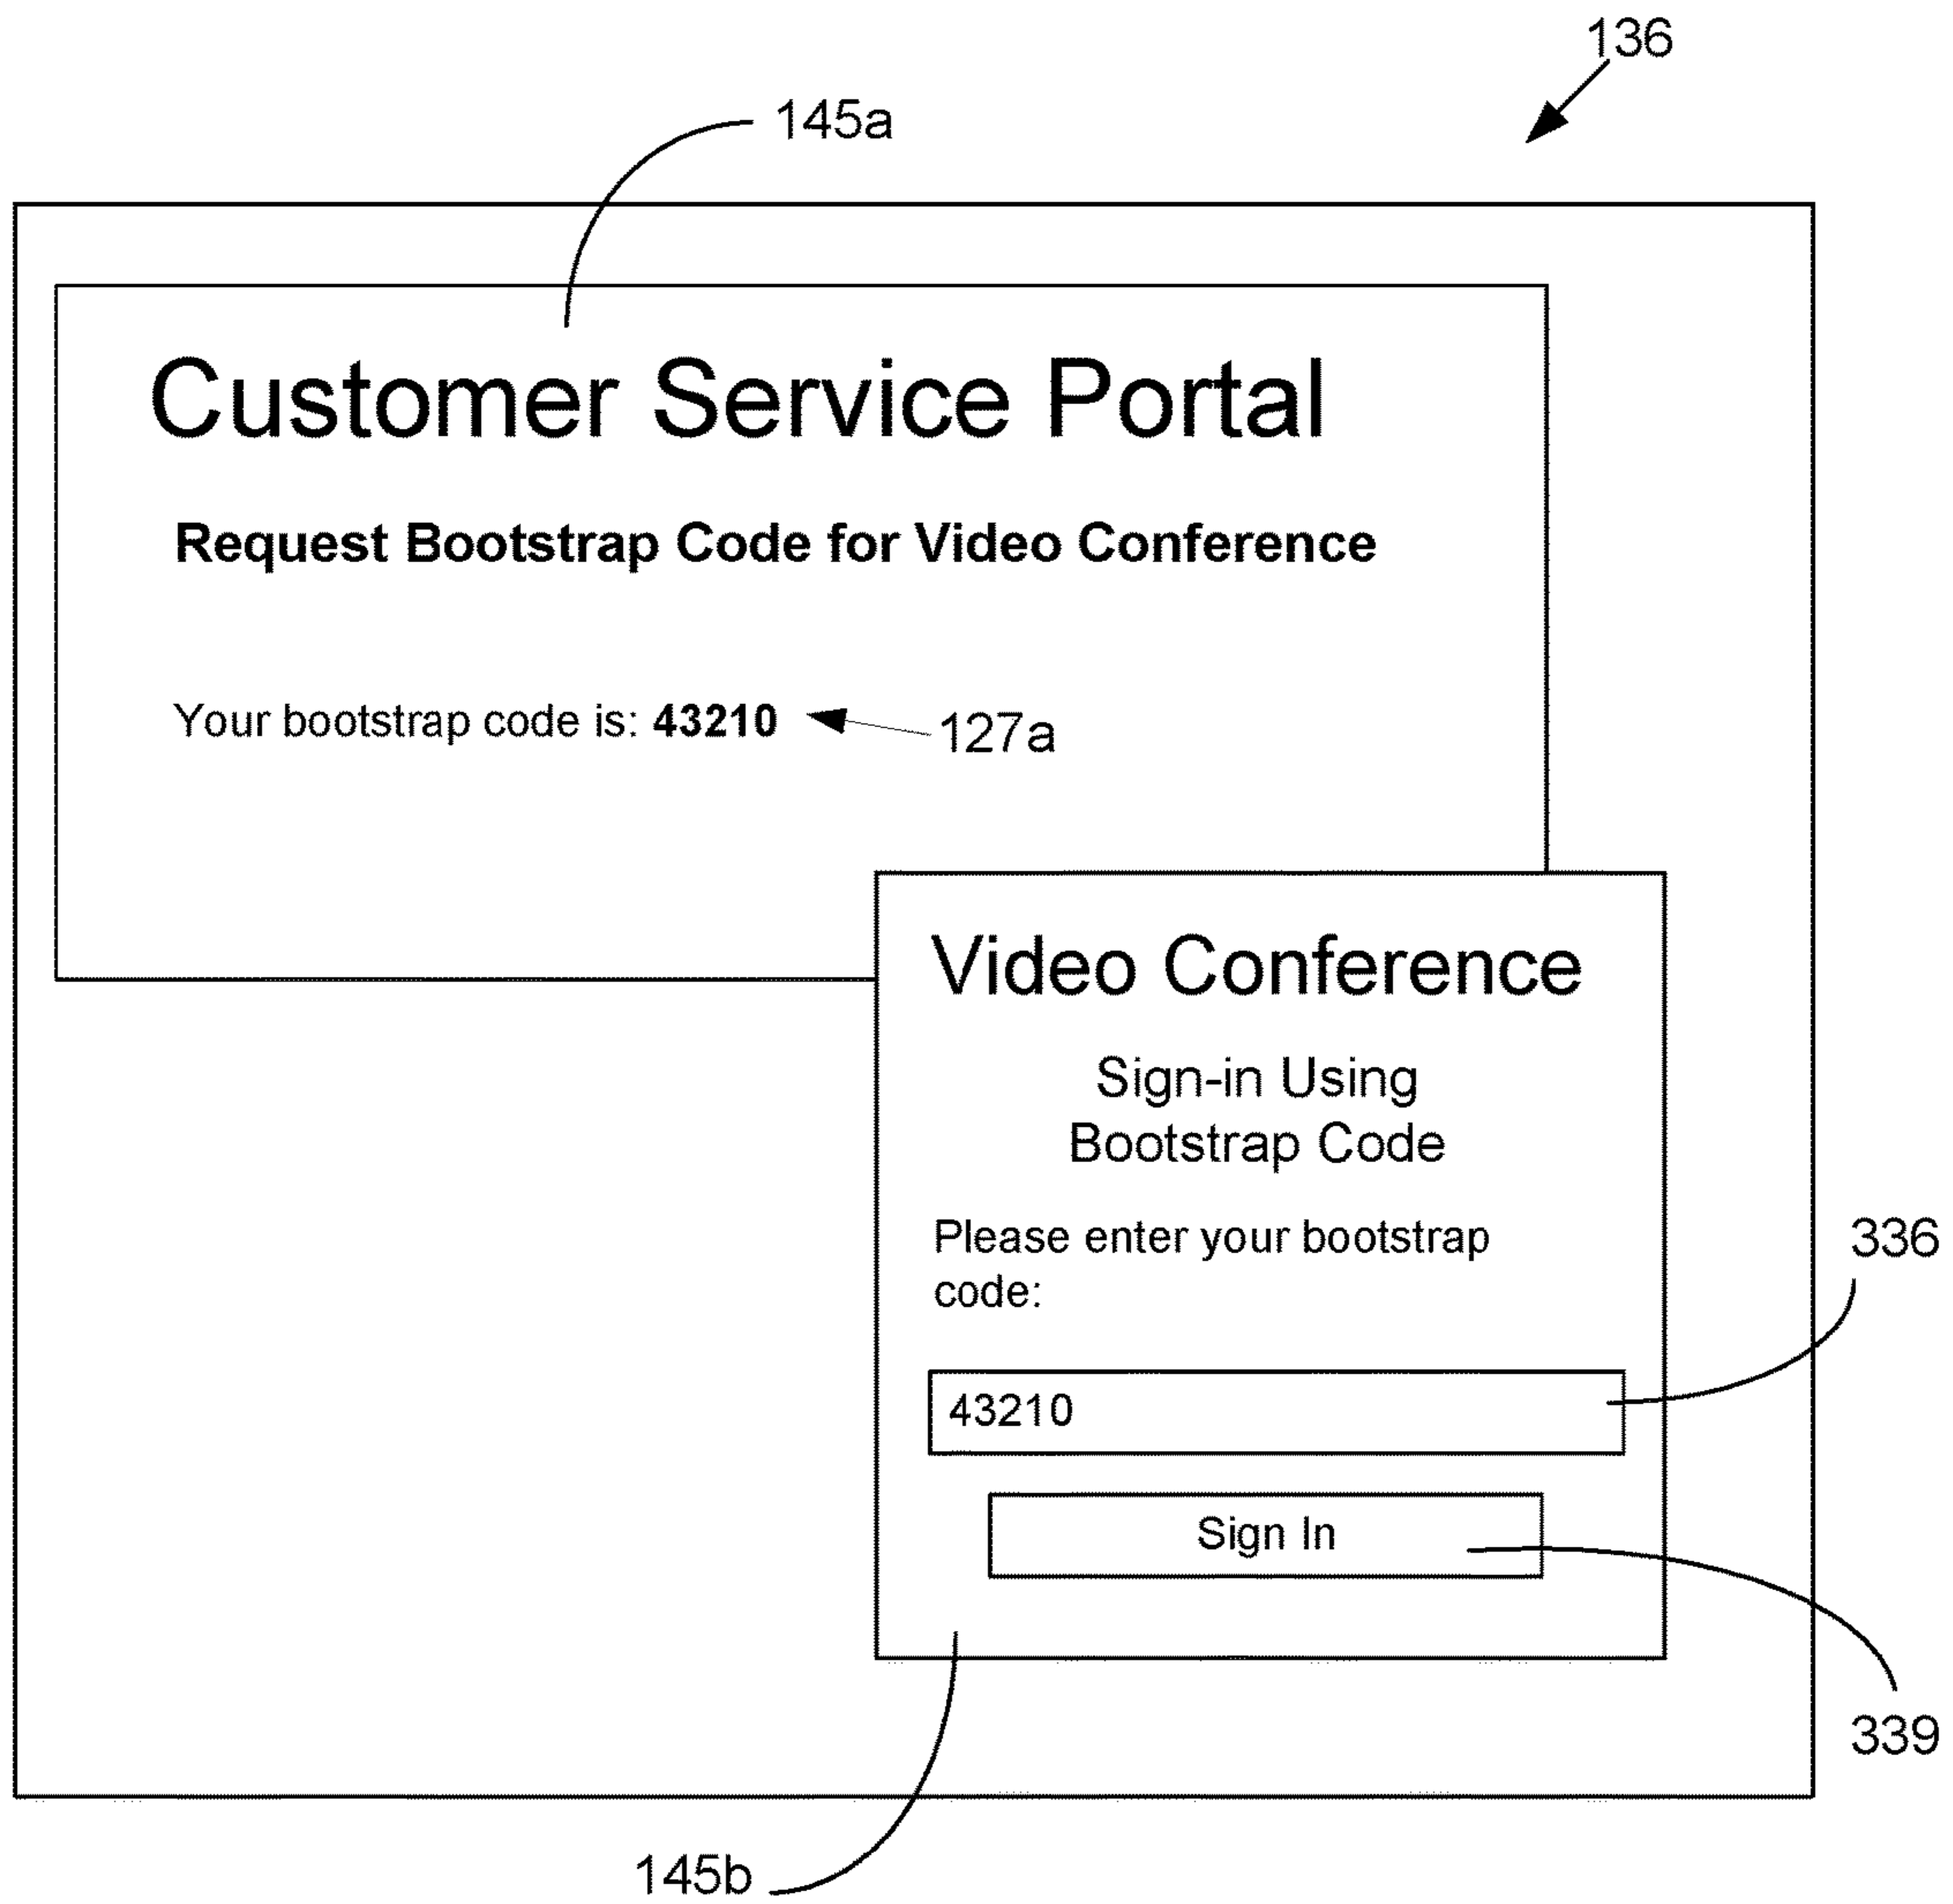 136
145a
Customer Service Portal
Request Bootstrap Code for Video Conference
Your bootstrap code is: 43210
127a
Video Conference
Sign-in Using
Bootstrap Code
Please enter your bootstrap
code:
336
43210
Sign In
339
145b